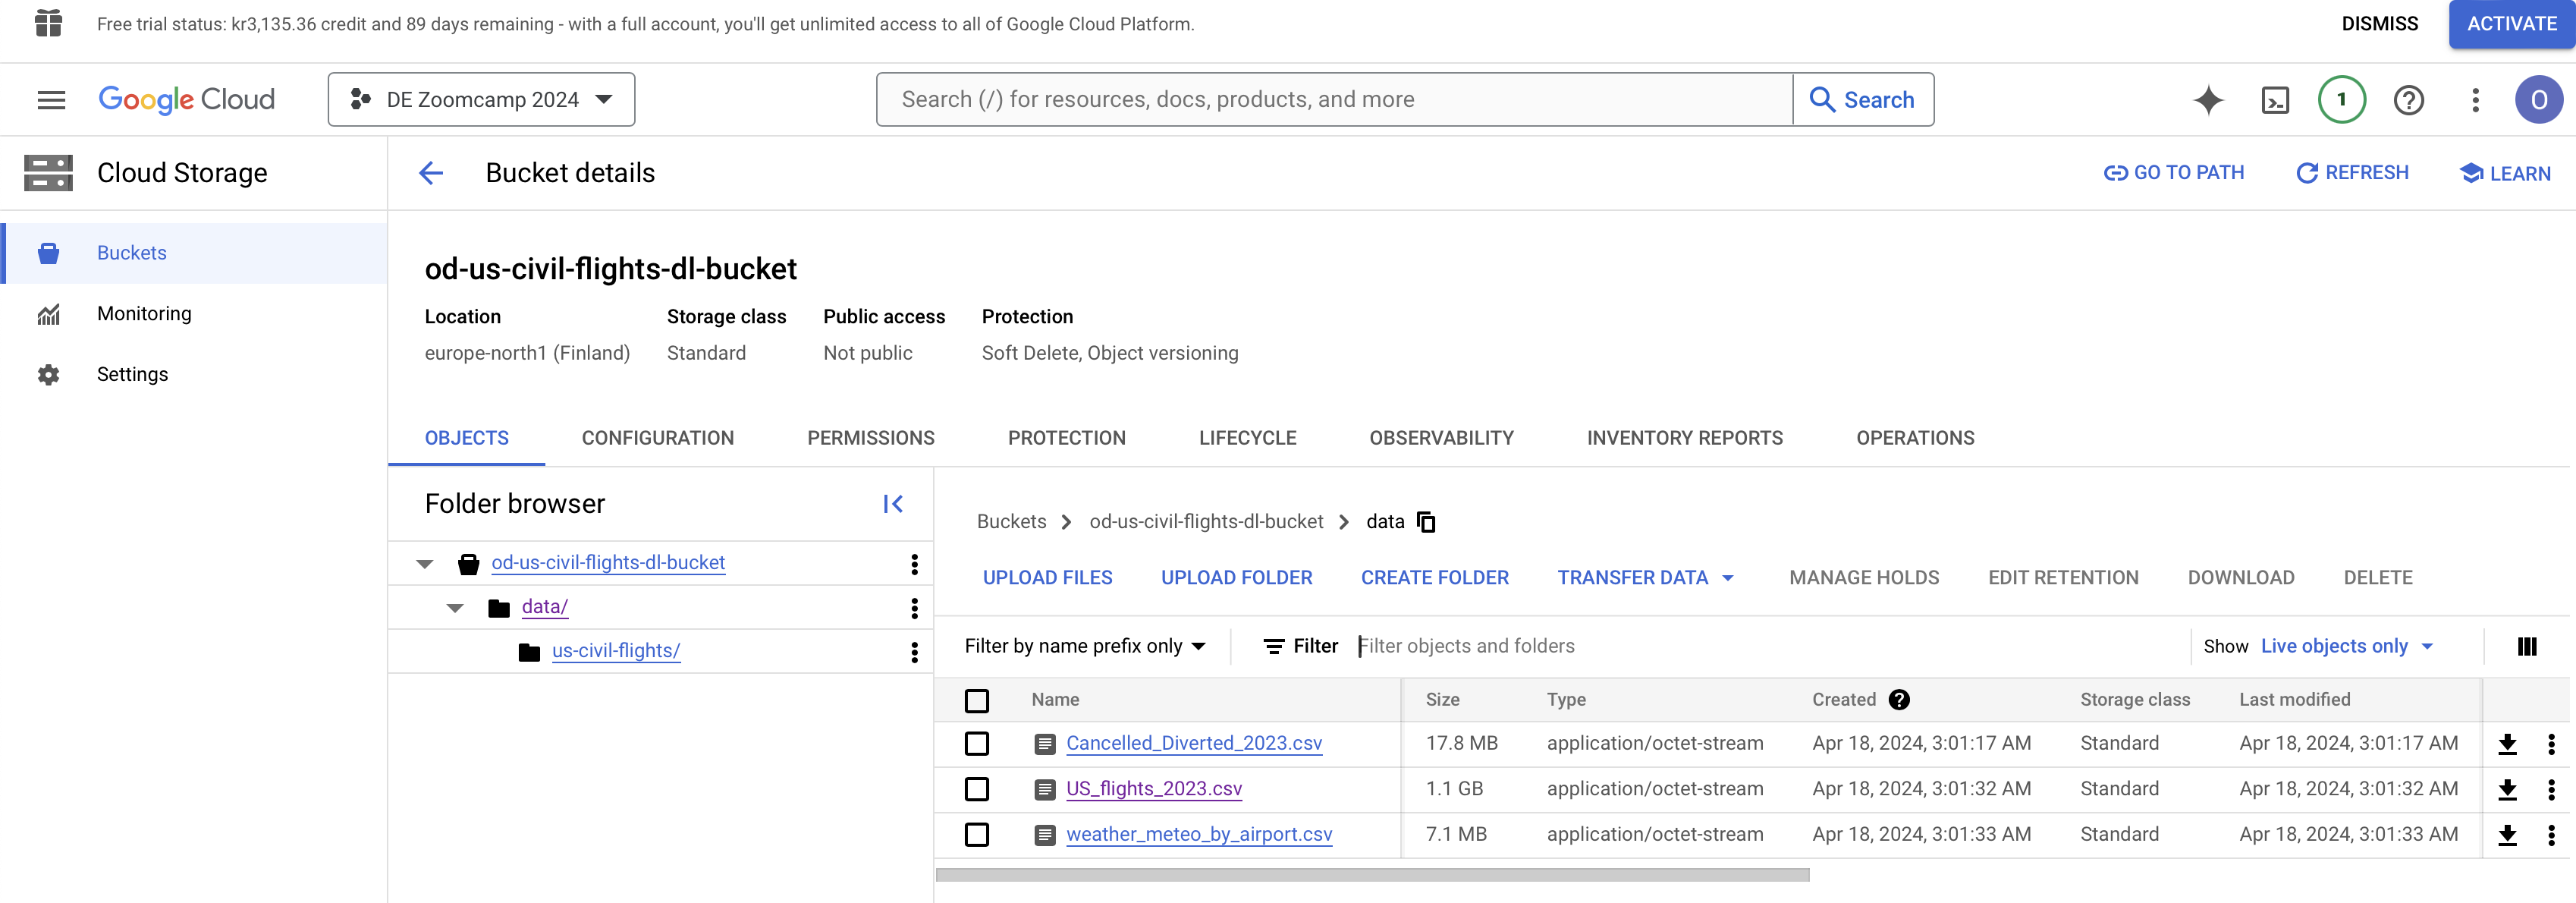 Free trial status: kr3,135.36 credit and 89 days remaining - with a full account, you'll get unlimited access to all of Google Cloud Platform.
DISMISS
ACTIVATE
Google Cloud
DE Zoomcamp 2024
Search (/) for resources, docs, products, and more
Search
1
O
Cloud Storage
Bucket details
GO TO PATH
REFRESH
LEARN
Buckets
Monitoring
Settings
od-us-civil-flights-dl-bucket
Location Storage class Public access Protection
europe-north1 (Finland) Standard Not public Soft Delete, Object versioning
OBJECTS CONFIGURATION PERMISSIONS PROTECTION LIFECYCLE OBSERVABILITY INVENTORY REPORTS OPERATIONS
Folder browser
od-us-civil-flights-dl-bucket
data/
us-civil-flights/
Buckets > od-us-civil-flights-dl-bucket > data
UPLOAD FILES UPLOAD FOLDER CREATE FOLDER TRANSFER DATA MANAGE HOLDS EDIT RETENTION DOWNLOAD DELETE
Filter by name prefix only Filter Filter objects and folders Show Live objects only
Name Size Type Created ? Storage class Last modified
Cancelled_Diverted_2023.csv 17.8 MB application/octet-stream Apr 18, 2024, 3:01:17 AM Standard Apr 18, 2024, 3:01:17 AM
US_flights_2023.csv 1.1 GB application/octet-stream Apr 18, 2024, 3:01:32 AM Standard Apr 18, 2024, 3:01:32 AM
weather_meteo_by_airport.csv 7.1 MB application/octet-stream Apr 18, 2024, 3:01:33 AM Standard Apr 18, 2024, 3:01:33 AM